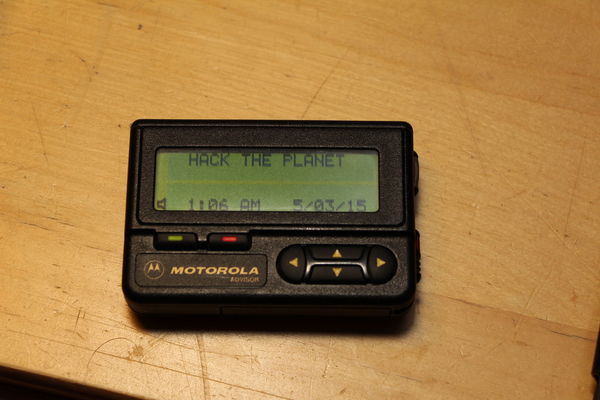 HACK THE PLANET
1:06 AM 5/03/15
MOTOROLA
ADVISOR